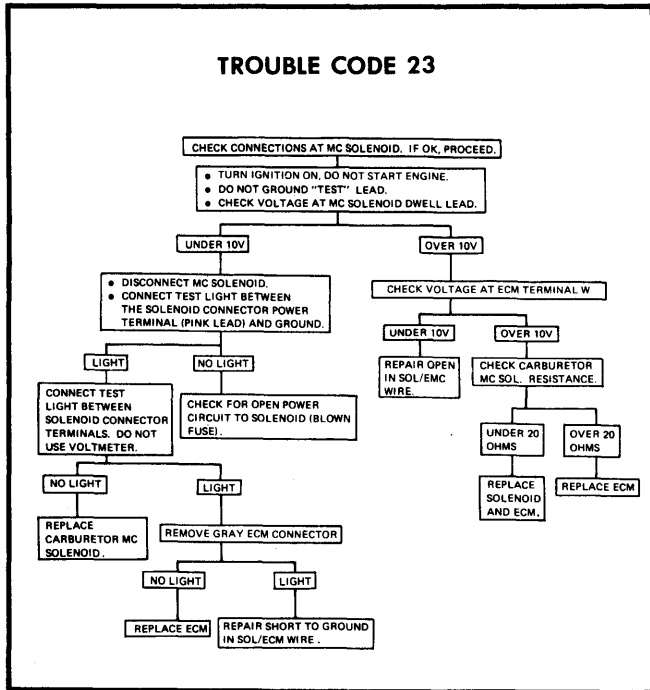 TROUBLE CODE 23
CHECK CONNECTIONS AT MC SOLENOID. IF OK, PROCEED.
• TURN IGNITION ON, DO NOT START ENGINE.
• DO NOT GROUND "TEST" LEAD.
• CHECK VOLTAGE AT MC SOLENOID DWELL LEAD.
UNDER 10V
OVER 10V
• DISCONNECT MC SOLENOID.
• CONNECT TEST LIGHT BETWEEN
THE SOLENOID CONNECTOR POWER
TERMINAL (PINK LEAD) AND GROUND.
CHECK VOLTAGE AT ECM TERMINAL W
UNDER 10V
OVER 10V
LIGHT
NO LIGHT
REPAIR OPEN
IN SOL/EMC
WIRE.
CHECK CARBURETOR
MC SOL. RESISTANCE.
CONNECT TEST
LIGHT BETWEEN
SOLENOID CONNECTOR
TERMINALS. DO NOT
USE VOLTMETER.
CHECK FOR OPEN POWER
CIRCUIT TO SOLENOID (BLOWN
FUSE).
UNDER 20
OHMS
OVER 20
OHMS
NO LIGHT
LIGHT
REPLACE
SOLENOID
AND ECM.
REPLACE ECM
REPLACE
CARBURETOR MC
SOLENOID.
REMOVE GRAY ECM CONNECTOR
NO LIGHT
LIGHT
REPLACE ECM
REPAIR SHORT TO GROUND
IN SOL/ECM WIRE.